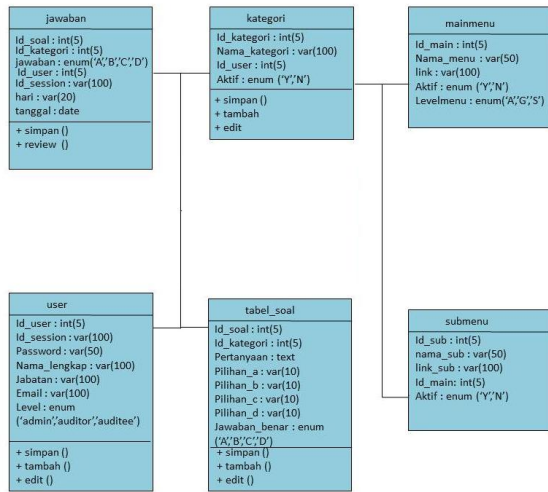 jawaban
Id_soal : int(5)
Id_kategori : int(5)
jawaban : enum('A','B','C','D')
Id_user : int(5)
Id_session : var(100)
hari : var(20)
tanggal : date
+ simpan ()
+ review ()
kategori
Id_kategori : int(5)
Nama_kategori : var(100)
Id_user : int(5)
Aktif : enum ('Y','N')
+ simpan ()
+ tambah
+ edit
mainmenu
Id_main : int(5)
Nama_menu : var(50)
link : var(100)
Aktif : enum ('Y','N')
Levelmenu : enum('A','G','S')
user
Id_user : int(5)
Id_session : var(100)
Password : var(50)
Nama_lengkap : var(100)
Jabatan : var(100)
Email : var(100)
Level : enum
('admin','auditor','auditee')
+ simpan ()
+ tambah ()
+ edit ()
tabel_soal
Id_soal : int(5)
Id_kategori : int(5)
Pertanyaan : text
Pilihan_a : var(10)
Pilihan_b : var(10)
Pilihan_c : var(10)
Pilihan_d : var(10)
Jawaban_benar : enum
('A','B','C','D')
+ simpan ()
+ tambah ()
+ edit ()
submenu
Id_sub : int(5)
nama_sub : var(50)
link_sub : var(100)
Id_main: int(5)
Aktif : enum ('Y','N')